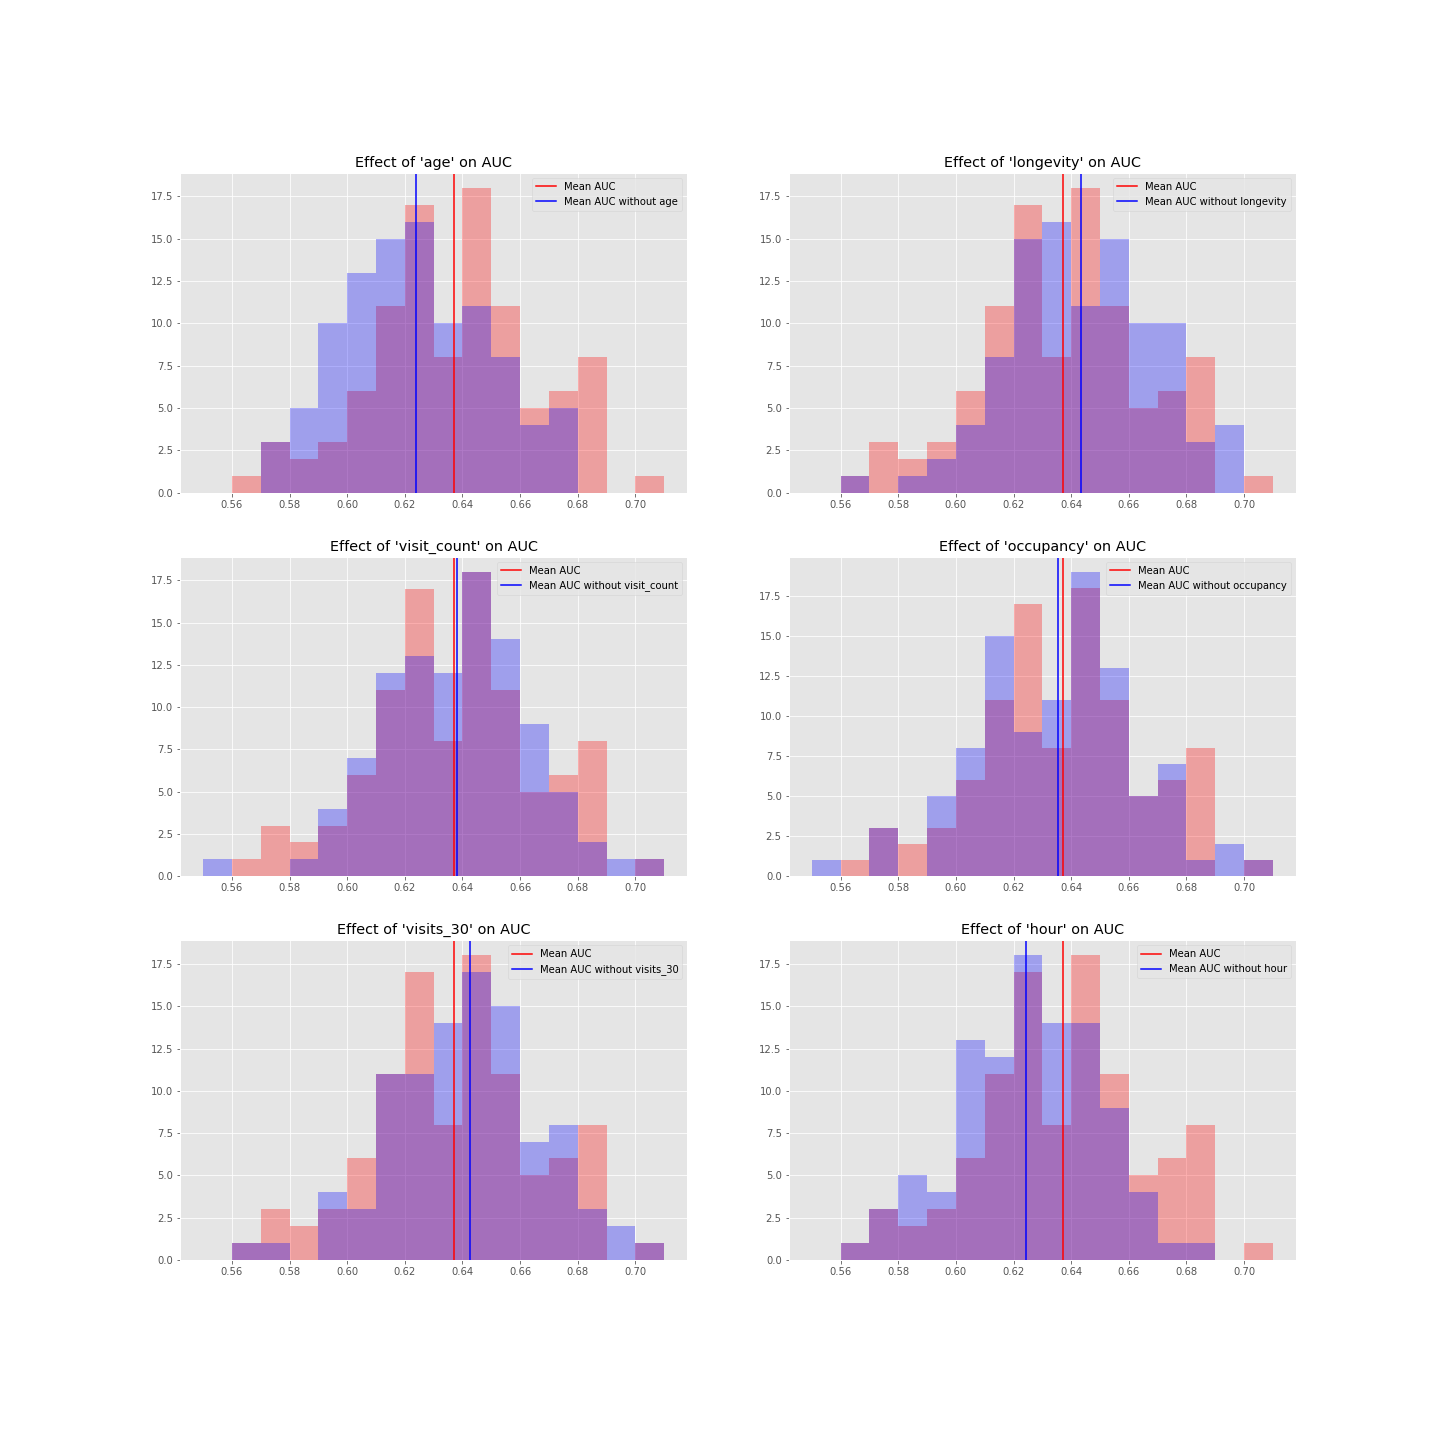 Effect of 'age' on AUC
17.5
15.0
12.5
10.0
7.5
5.0
2.5
0.0
0.56 0.58 0.60 0.62 0.64 0.66 0.68 0.70
Mean AUC
Mean AUC without age
Effect of 'longevity' on AUC
17.5
15.0
12.5
10.0
7.5
5.0
2.5
0.0
0.56 0.58 0.60 0.62 0.64 0.66 0.68 0.70
Mean AUC
Mean AUC without longevity
Effect of 'visit_count' on AUC
17.5
15.0
12.5
10.0
7.5
5.0
2.5
0.0
0.56 0.58 0.60 0.62 0.64 0.66 0.68 0.70
Mean AUC
Mean AUC without visit_count
Effect of 'occupancy' on AUC
17.5
15.0
12.5
10.0
7.5
5.0
2.5
0.0
0.56 0.58 0.60 0.62 0.64 0.66 0.68 0.70
Mean AUC
Mean AUC without occupancy
Effect of 'visits_30' on AUC
17.5
15.0
12.5
10.0
7.5
5.0
2.5
0.0
0.56 0.58 0.60 0.62 0.64 0.66 0.68 0.70
Mean AUC
Mean AUC without visits_30
Effect of 'hour' on AUC
17.5
15.0
12.5
10.0
7.5
5.0
2.5
0.0
0.56 0.58 0.60 0.62 0.64 0.66 0.68 0.70
Mean AUC
Mean AUC without hour